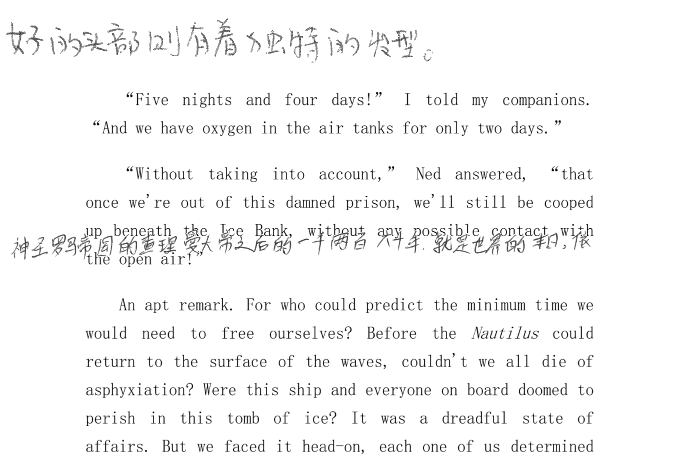 好的头部则有着独特的发型。
“Five nights and four days!” I told my companions.
“And we have oxygen in the air tanks for only two days.”
“Without taking into account,” Ned answered, “that
once we're out of this damned prison, we'll still be cooped
up beneath the Ice Bank, without any possible contact with
神圣罗马帝国的查理曼大帝之后的一千两百六十年,就是世界的末日,依
the open air!”
An apt remark. For who could predict the minimum time we
would need to free ourselves? Before the Nautilus could
return to the surface of the waves, couldn't we all die of
asphyxiation? Were this ship and everyone on board doomed to
perish in this tomb of ice? It was a dreadful state of
affairs. But we faced it head-on, each one of us determined